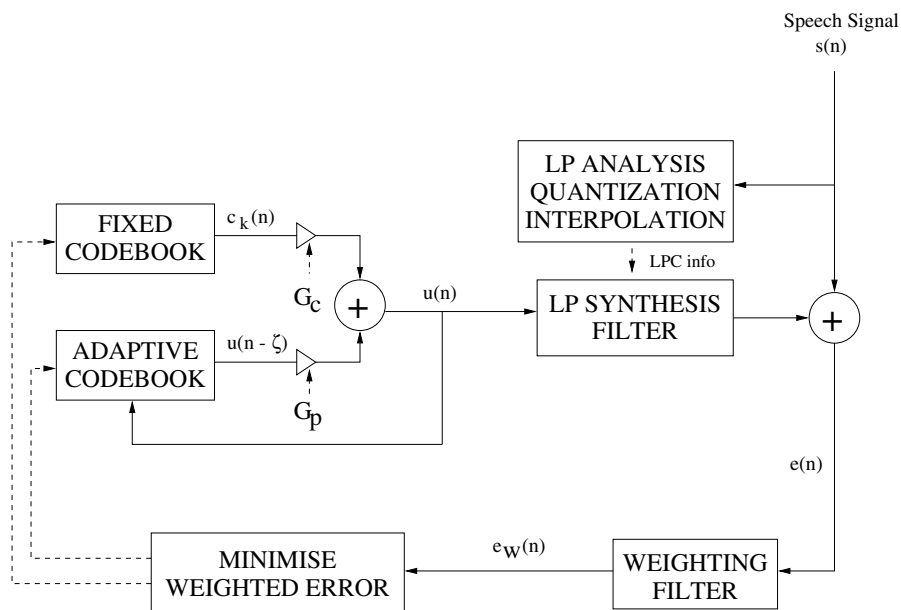 Speech Signal
s(n)
LP ANALYSIS
QUANTIZATION
INTERPOLATION
FIXED
CODEBOOK
c k (n)
LPC info
G c
u(n)
LP SYNTHESIS
FILTER
+
+
ADAPTIVE
CODEBOOK
u(n - ζ)
G p
e(n)
MINIMISE
WEIGHTED ERROR
e w (n)
WEIGHTING
FILTER